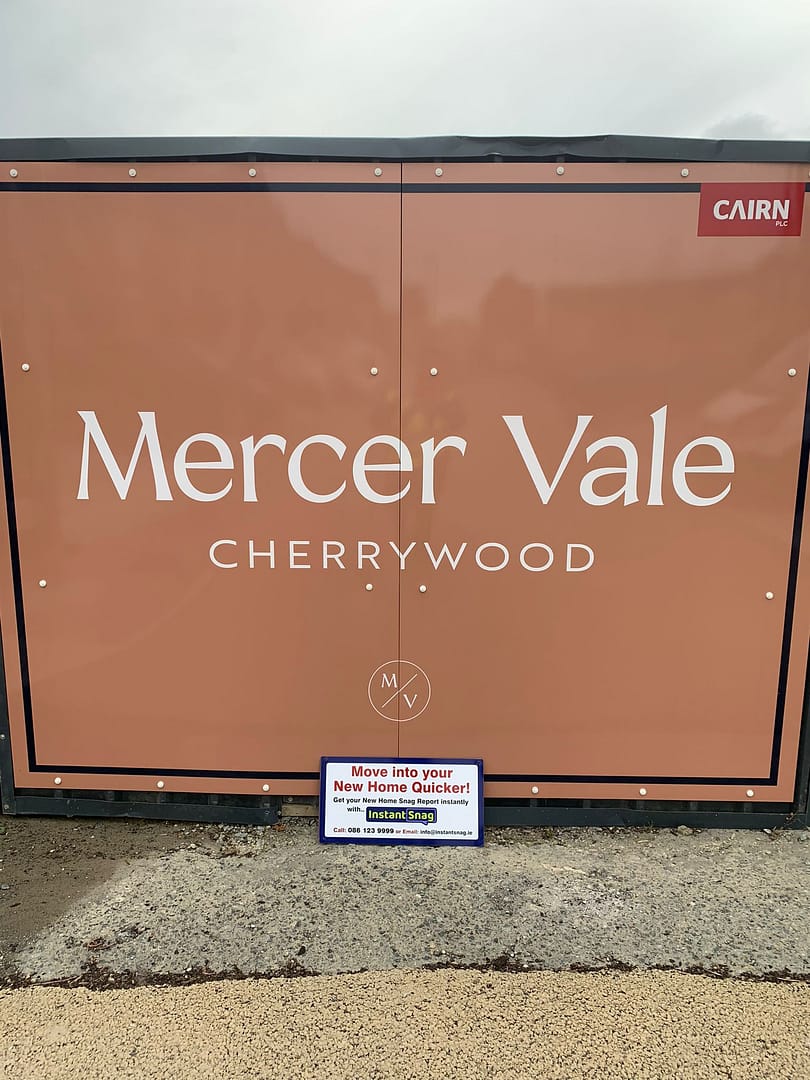 CAIRN
PLC
Mercer Vale
CHERRYWOOD
M
V
Move into your
New Home Quicker!
Get your New Home Snag Report instantly
with.. Instant Snag
Call: 086 123 9999 or Email: info@instantsnag.ie